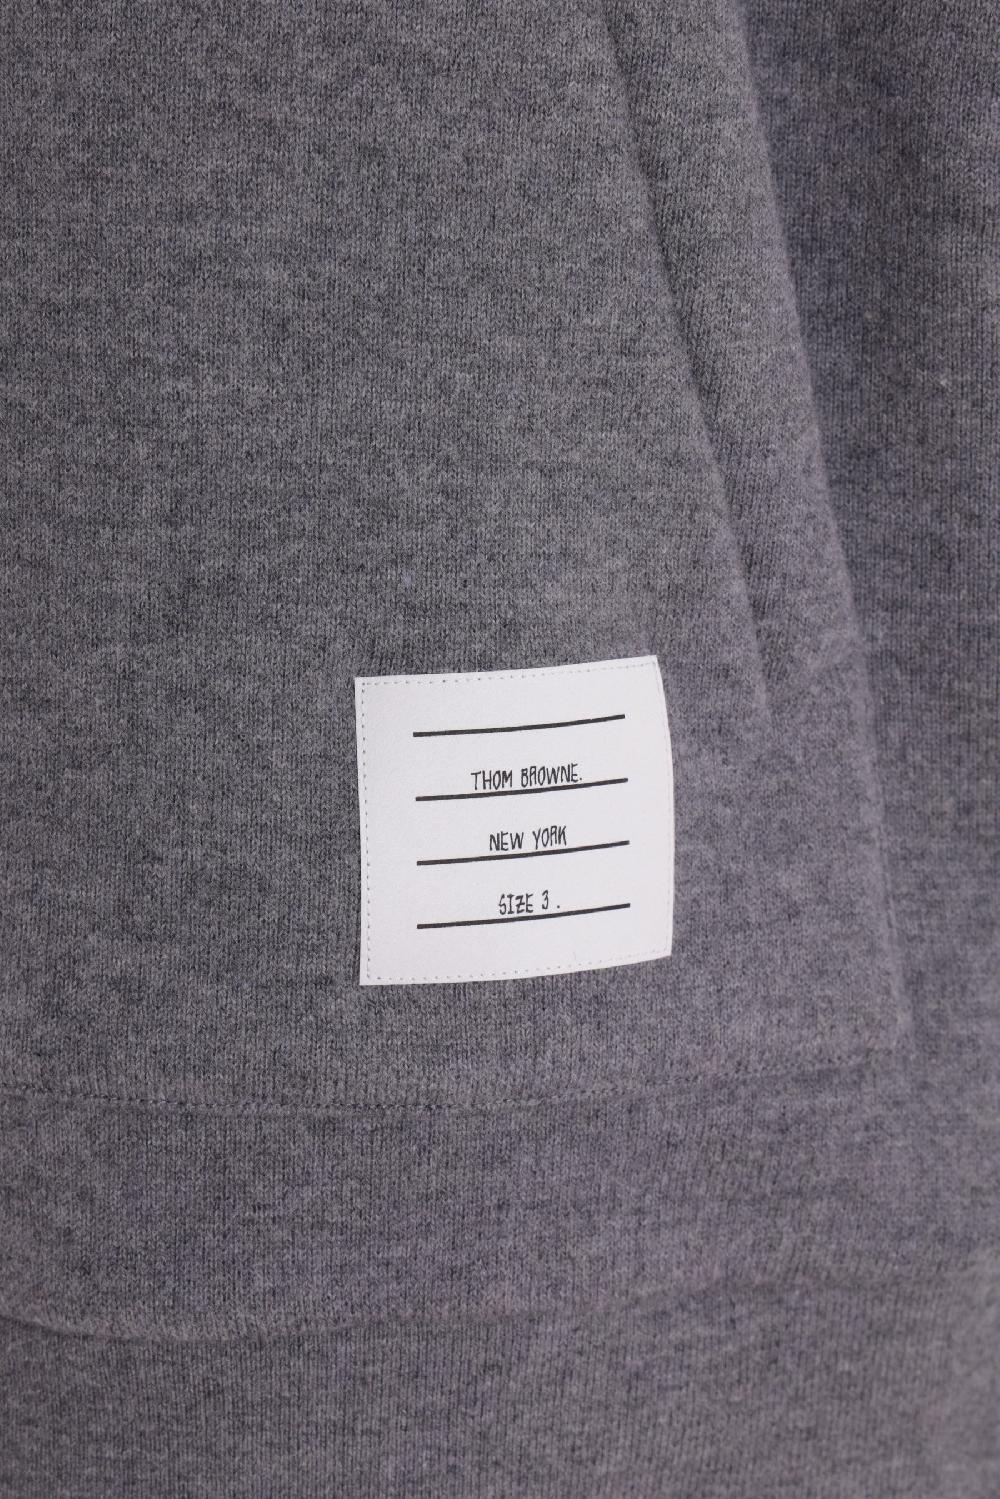 THOM BROWNE.
NEW YORK
SIZE 3 .